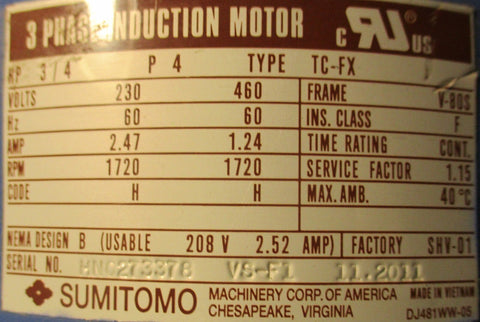 3 PHASE INDUCTION MOTOR C RU US ®
HP 3/4 P 4 TYPE TC-FX
VOLTS 230 460 FRAME V-80S
Hz 60 60 INS. CLASS F
AMP 2.47 1.24 TIME RATING CONT.
RPM 1720 1720 SERVICE FACTOR 1.15
CODE H H MAX. AMB. 40°C
NEMA DESIGN B (USABLE 208 V 2.52 AMP) FACTORY SHV-01
SERIAL NO. VS-F1 11.2011
SUMITOMO MACHINERY CORP. OF AMERICA MADE IN VIETNAM
CHESAPEAKE, VIRGINIA DJ481WW-05